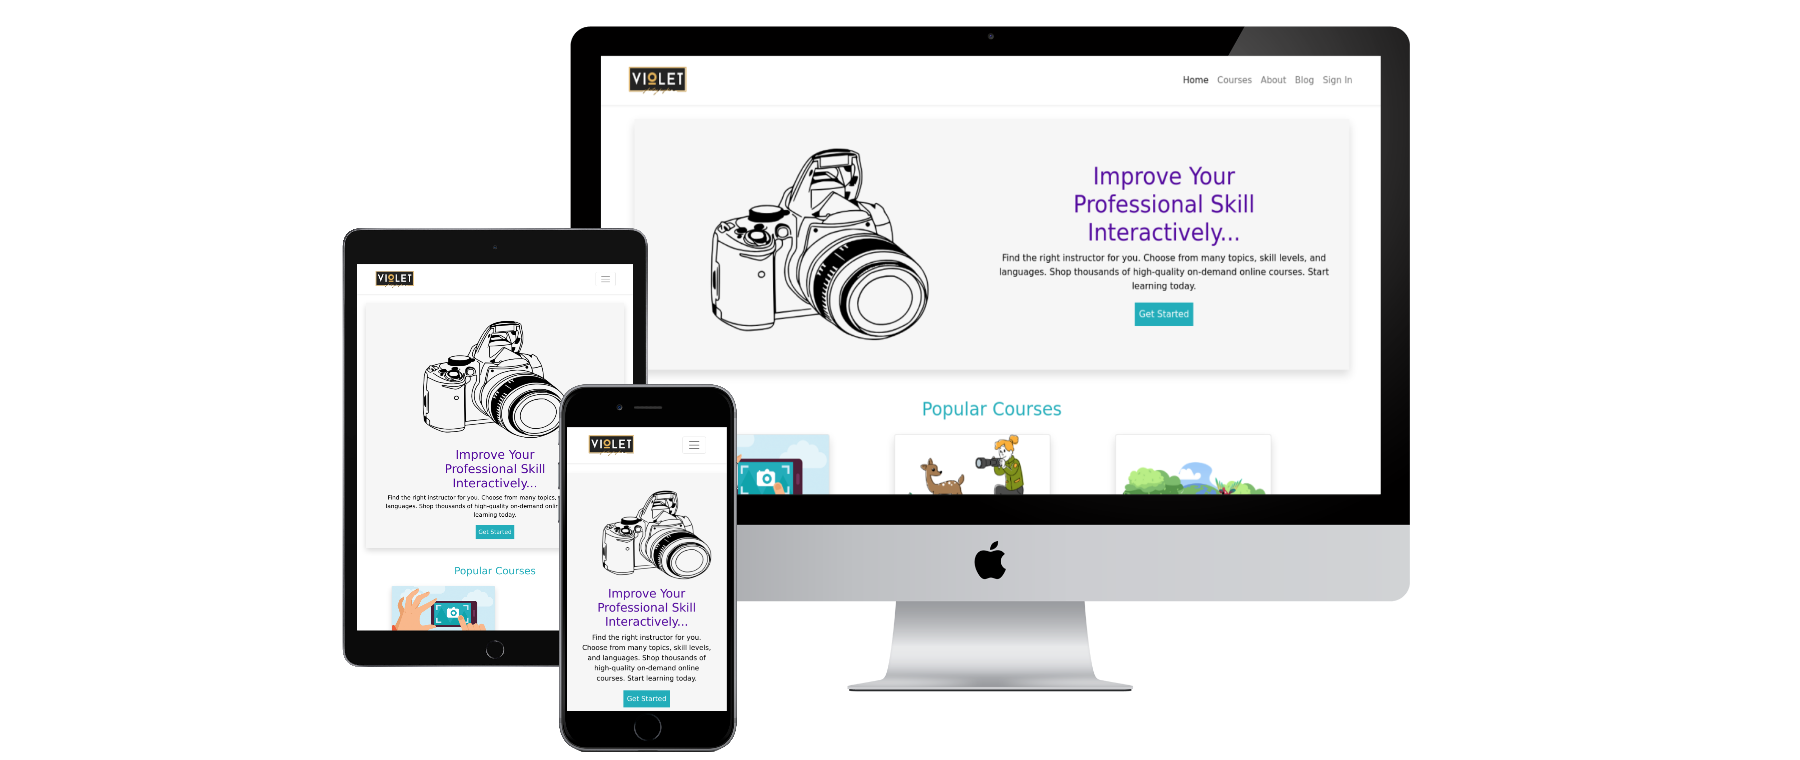 VIOLET
Home Courses About Blog Sign In
Improve Your
Professional Skill
Interactively...
Find the right instructor for you. Choose from many topics, skill levels, and
languages. Shop thousands of high-quality on-demand online courses. Start
learning today.
Get Started
Popular Courses
VIOLET
Improve Your
Professional Skill
Interactively...
Find the right instructor for you. Choose from many topics,
languages. Shop thousands of high-quality on-demand
learning today.
Get Started
Popular Courses
VIOLET
Improve Your
Professional Skill
Interactively...
Find the right instructor for you.
Choose from many topics, skill levels,
and languages. Shop thousands of
high-quality on-demand online
courses. Start learning today.
Get Started